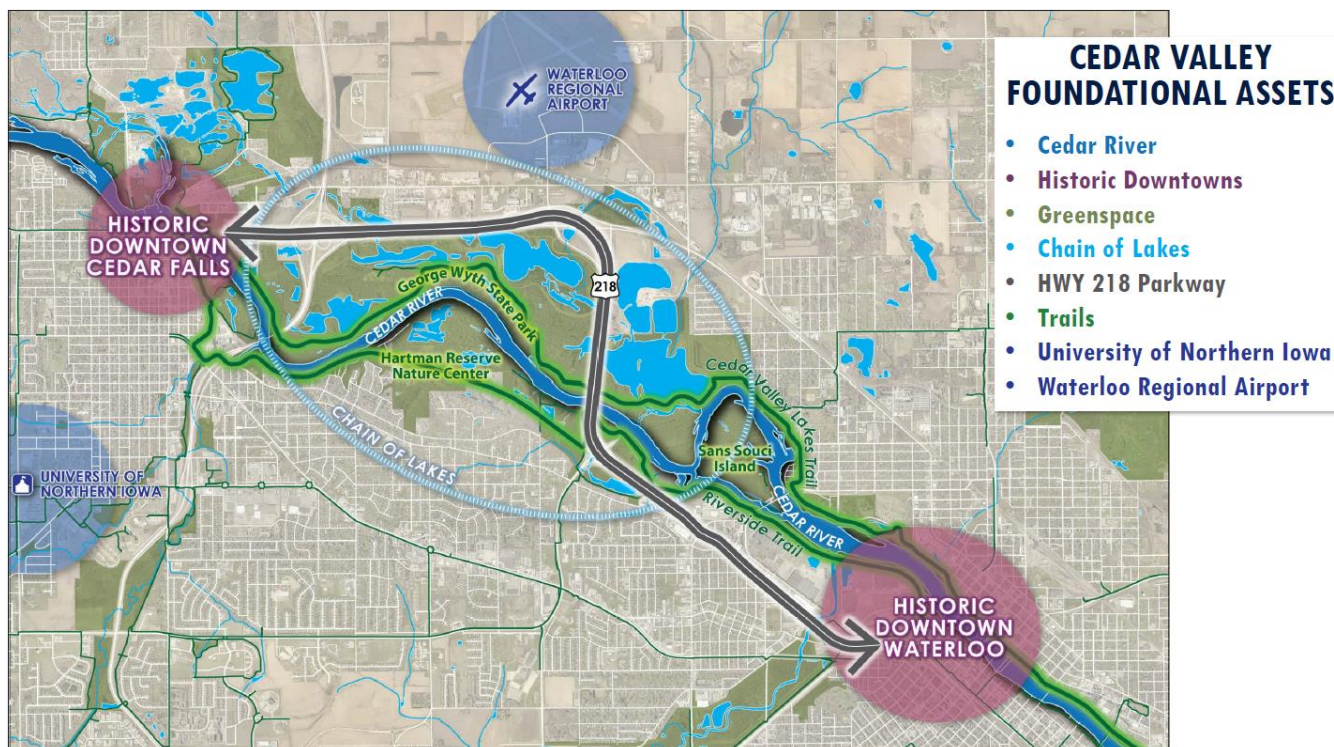 CEDAR VALLEY
FOUNDATIONAL ASSETS
• Cedar River
• Historic Downtowns
• Greenspace
• Chain of Lakes
• HWY 218 Parkway
• Trails
• University of Northern Iowa
• Waterloo Regional Airport
WATERLOO
REGIONAL
AIRPORT
HISTORIC
DOWNTOWN
CEDAR FALLS
218
George Wyth State Park
CEDAR RIVER
Hartman Reserve
Nature Center
CHAIN OF LAKES
Cedar Valley Lakes Trail
Sans Souci
Island
UNIVERSITY OF
NORTHERN IOWA
CEDAR RIVER
Riverside Trail
HISTORIC
DOWNTOWN
WATERLOO